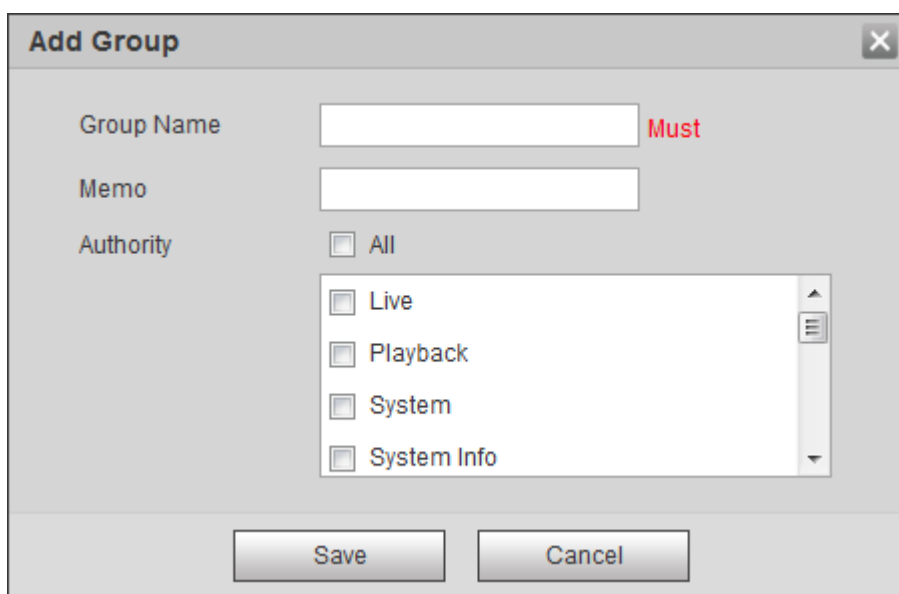 Add Group
Group Name Must
Memo
Authority All
Live
Playback
System
System Info
Save Cancel